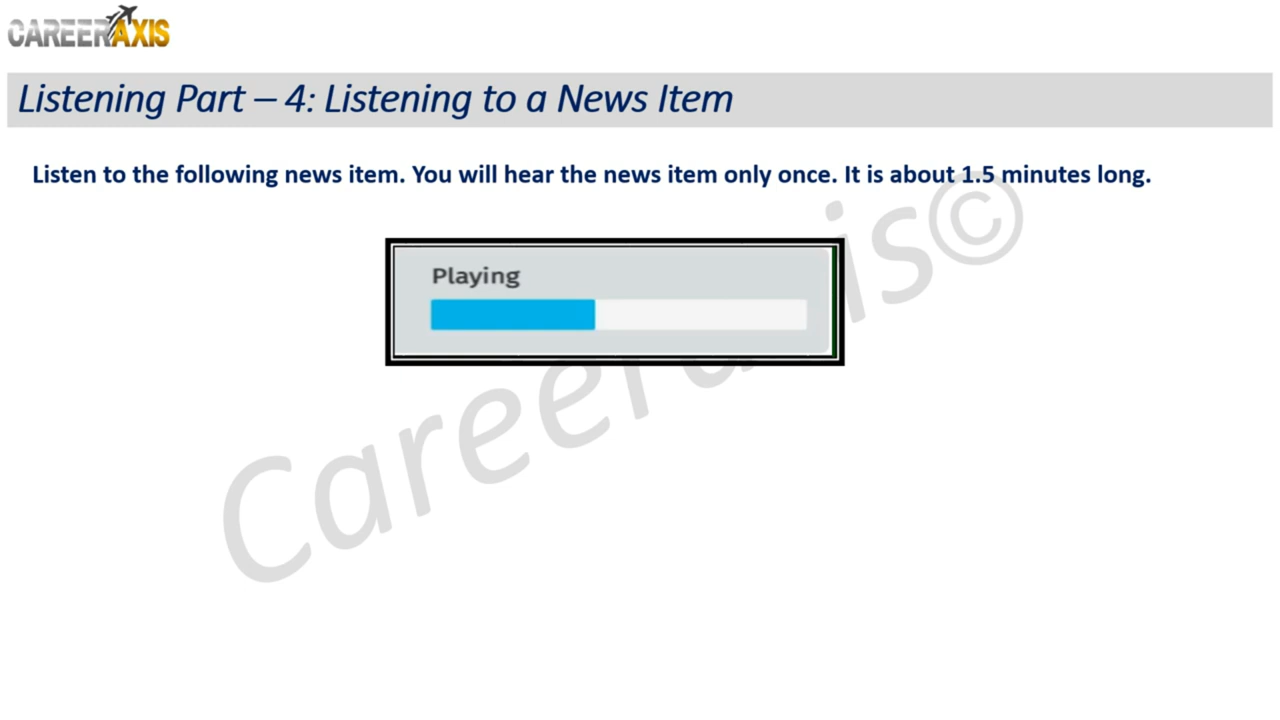 CAREERAXIS
Listening Part – 4: Listening to a News Item
Listen to the following news item. You will hear the news item only once. It is about 1.5 minutes long.
Playing
Careeraxis©